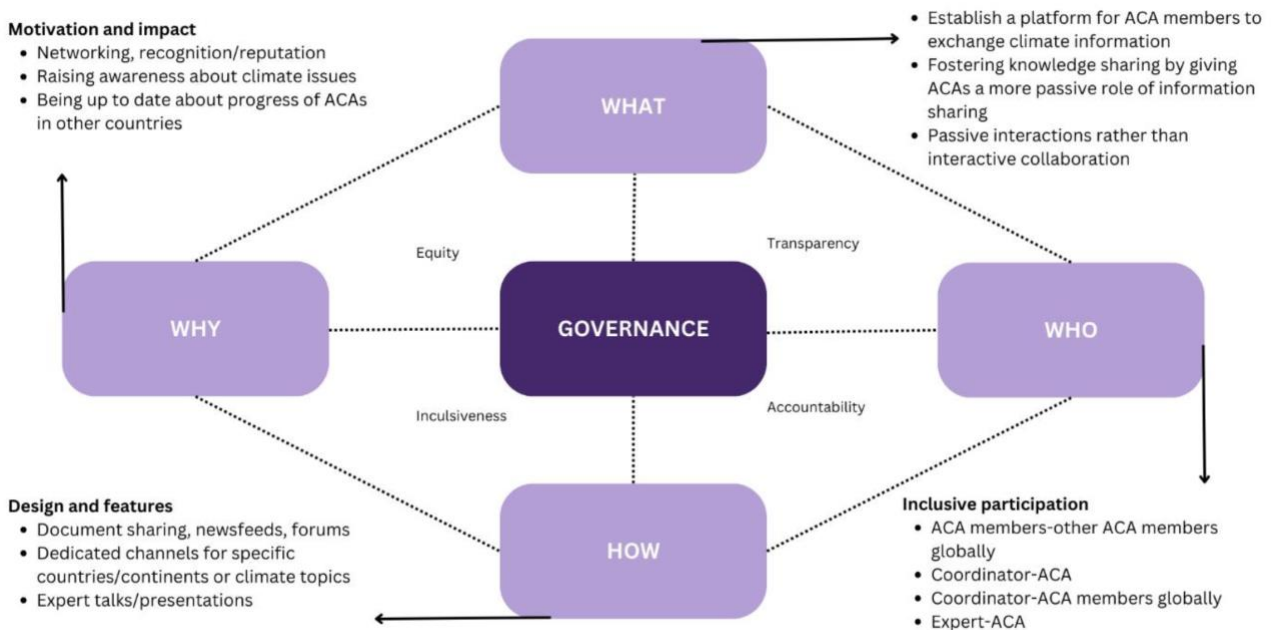 Motivation and impact
• Networking, recognition/reputation
• Raising awareness about climate issues
• Being up to date about progress of ACAs
in other countries
• Establish a platform for ACA members to
exchange climate information
• Fostering knowledge sharing by giving
ACAs a more passive role of information
sharing
• Passive interactions rather than
interactive collaboration
WHAT
Equity
Transparency
WHY
GOVERNANCE
WHO
Inculsiveness
Accountability
Design and features
• Document sharing, newsfeeds, forums
• Dedicated channels for specific
countries/continents or climate topics
• Expert talks/presentations
HOW
Inclusive participation
• ACA members-other ACA members
globally
• Coordinator-ACA
• Coordinator-ACA members globally
• Expert-ACA